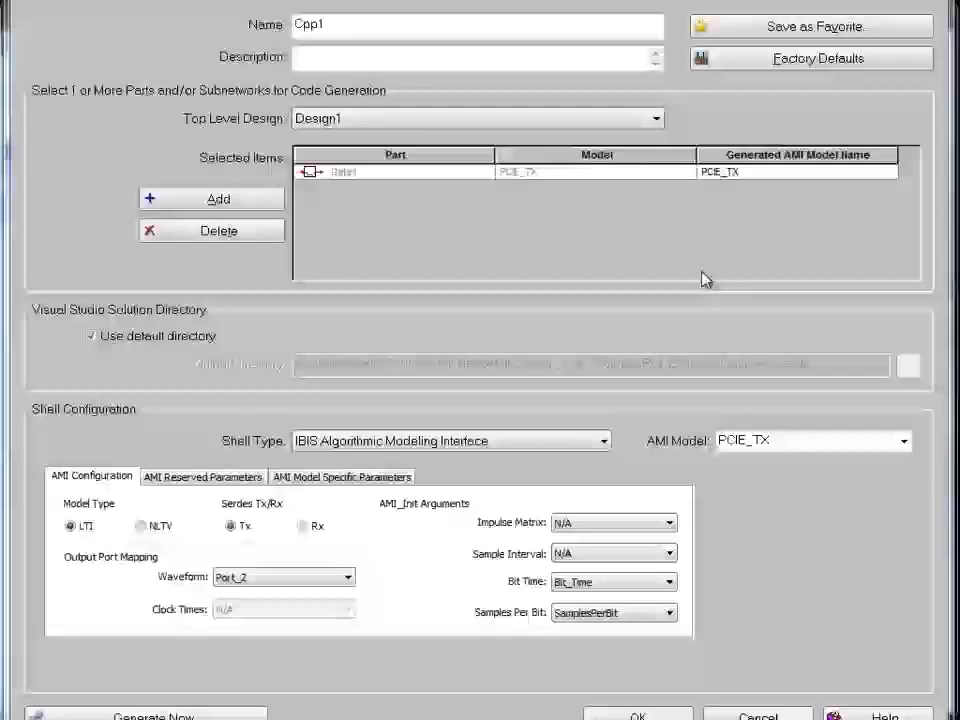 Name Cpp1 Save as Favorite
Description Factory Defaults
Select 1 or More Parts and/or Subnetworks for Code Generation
Top Level Design Design1
Selected Items Part Model Generated AMI Model Name
PCIE_TX PCIE_TX
Add
Delete
Visual Studio Solution Directory
Use default directory
Shell Configuration
Shell Type: IBIS Algorithmic Modeling Interface AMI Model: PCIE_TX
AMI Configuration AMI Reserved Parameters AMI Model Specific Parameters
Model Type Serdes Tx/Rx AMI_Init Arguments
LTI NLTV Tx Rx Impulse Matrix: N/A
Output Port Mapping Sample Interval: N/A
Waveform: Port_2 Bit Time: Bit_Time
Clock Times: N/A Samples Per Bit: SamplesPerBit
Generate Now OK Cancel Help